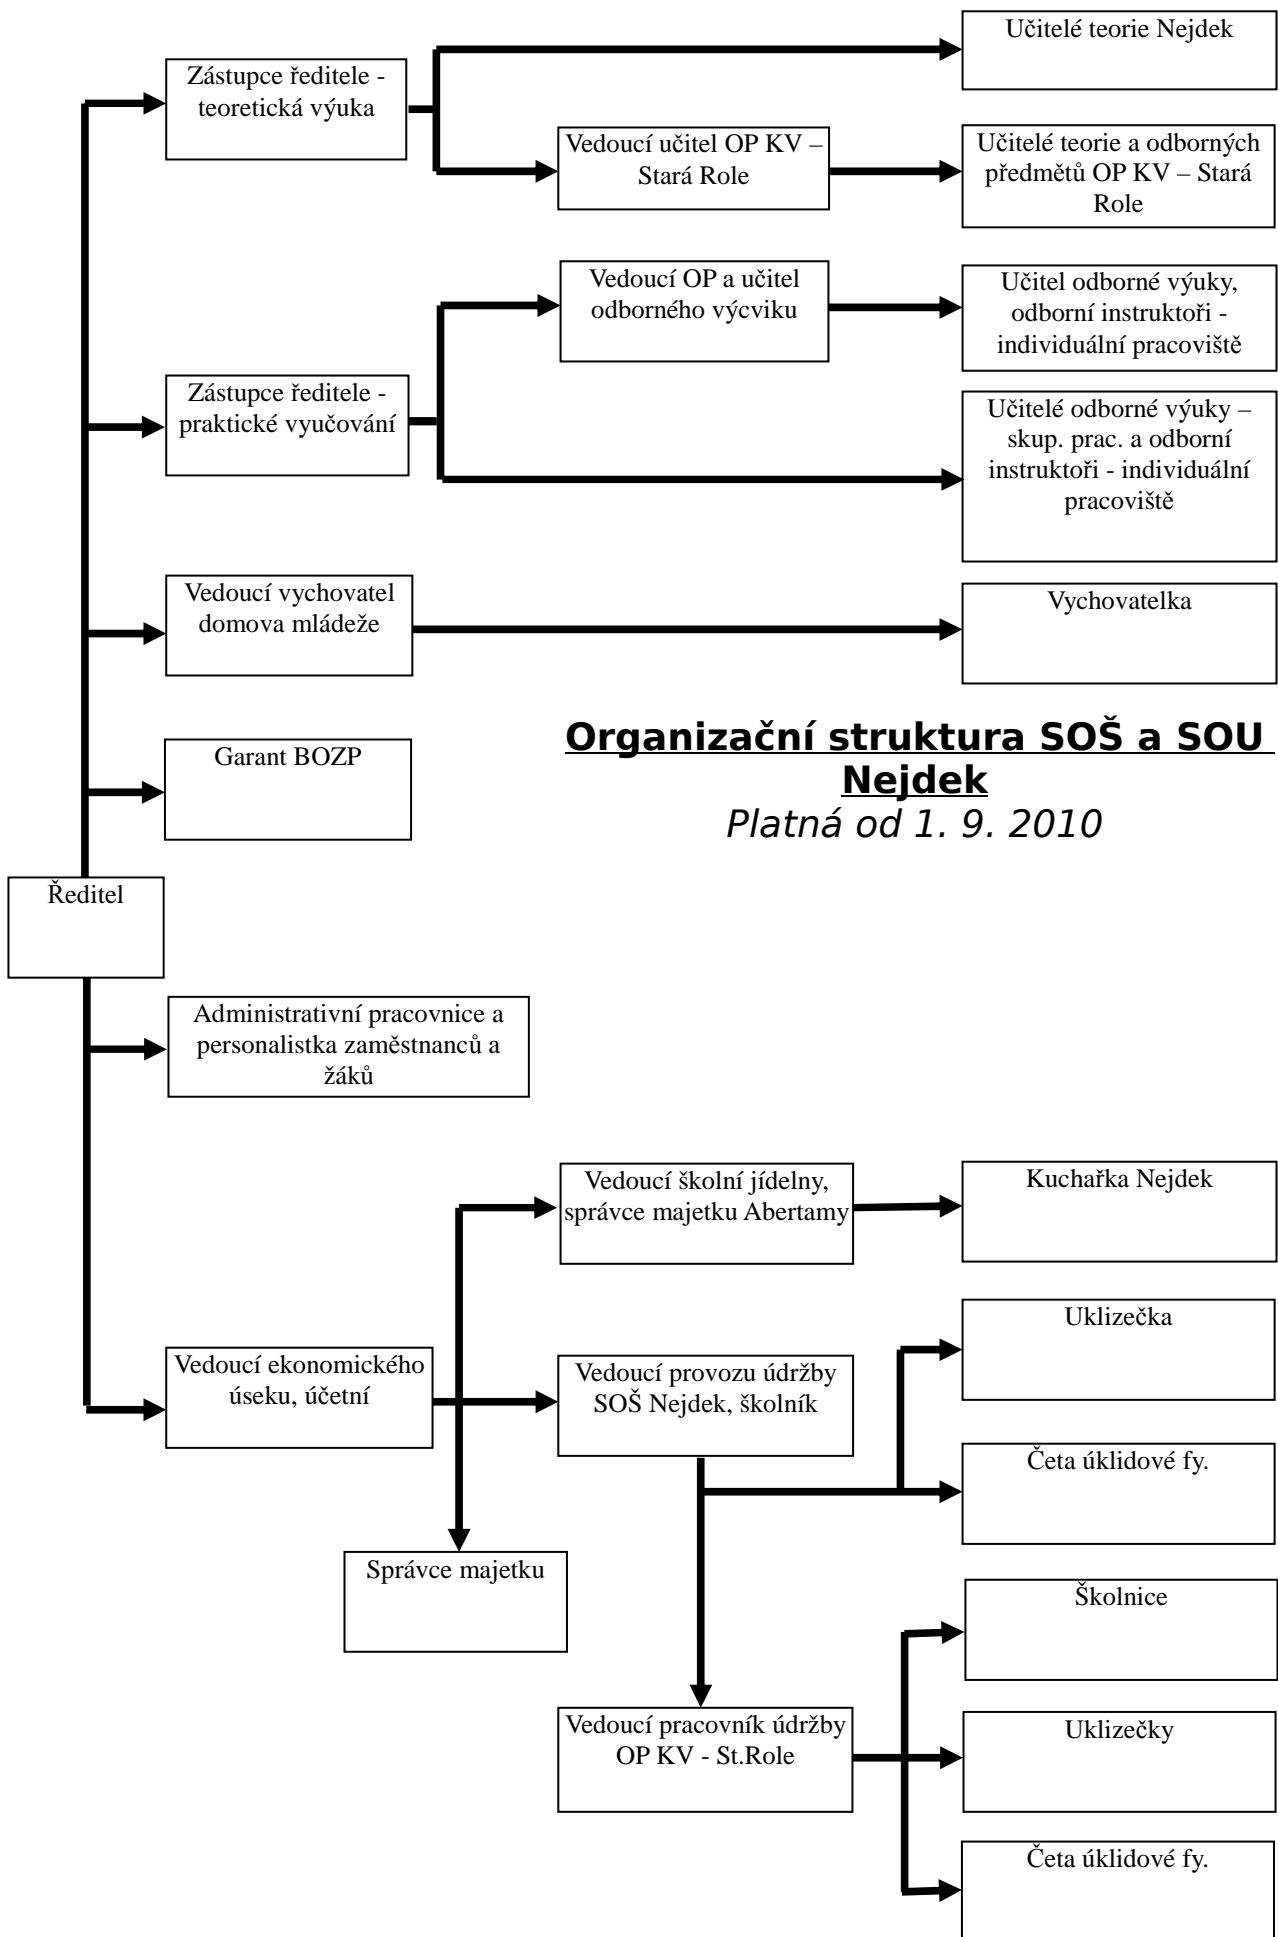 Učitelé teorie Nejdek
Zástupce ředitele -
teoretická výuka
Vedoucí učitel OP KV –
Stará Role
Učitelé teorie a odborných
předmětů OP KV – Stará
Role
Vedoucí OP a učitel
odborného výcviku
Učitel odborné výuky,
odborní instruktoři -
individuální pracoviště
Zástupce ředitele -
praktické vyučování
Učitelé odborné výuky –
skup. prac. a odborní
instruktoři - individuální
pracoviště
Vedoucí vychovatel
domova mládeže
Vychovatelka
Organizační struktura SOŠ a SOU
Nejdek
Platná od 1. 9. 2010
Garant BOZP
Ředitel
Administrativní pracovnice a
personalistka zaměstnanců a
žáků
Vedoucí školní jídelny,
správce majetku Abertamy
Kuchařka Nejdek
Uklizečka
Vedoucí ekonomického
úseku, účetní
Vedoucí provozu údržby
SOŠ Nejdek, školník
Četa úklidové fy.
Správce majetku
Školnice
Vedoucí pracovník údržby
OP KV - St.Role
Uklizečky
Četa úklidové fy.